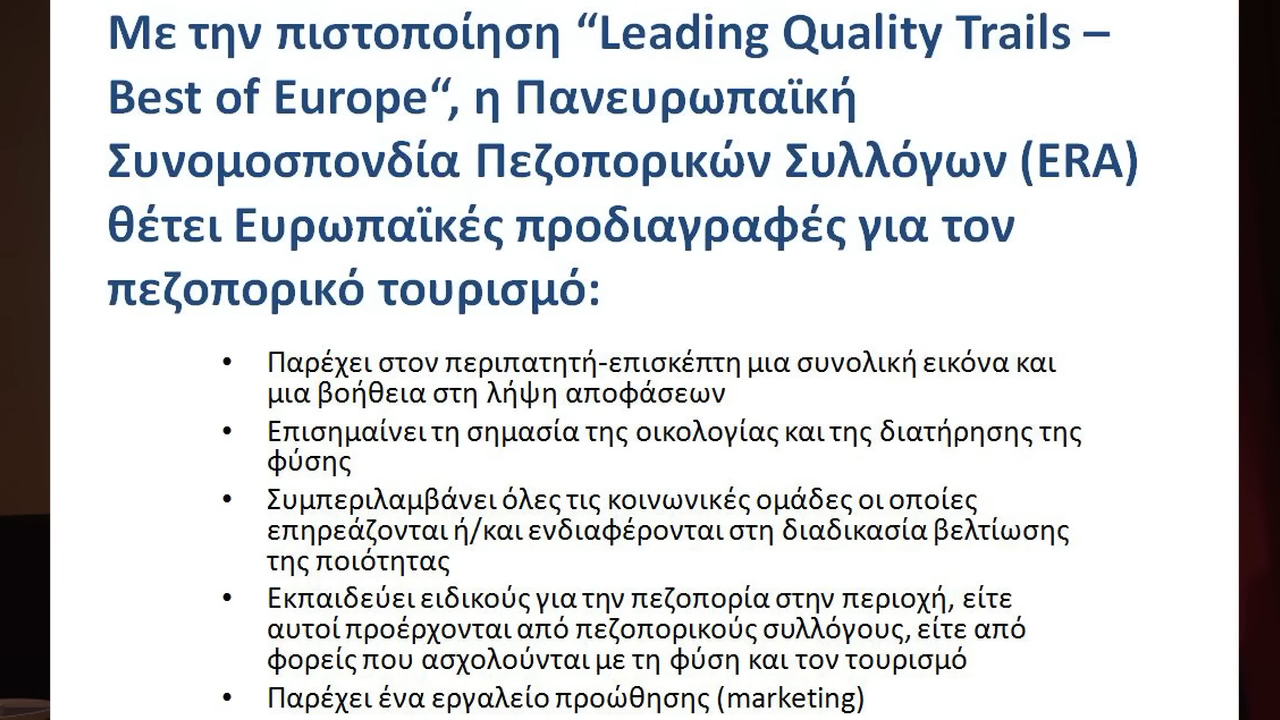 Με την πιστοποίηση “Leading Quality Trails –
Best of Europe“, η Πανευρωπαϊκή
Συνομοσπονδία Πεζοπορικών Συλλόγων (ERA)
θέτει Ευρωπαϊκές προδιαγραφές για τον
πεζοπορικό τουρισμό:
• Παρέχει στον περιπατητή-επισκέπτη μια συνολική εικόνα και
μια βοήθεια στη λήψη αποφάσεων
• Επισημαίνει τη σημασία της οικολογίας και της διατήρησης της
φύσης
• Συμπεριλαμβάνει όλες τις κοινωνικές ομάδες οι οποίες
επηρεάζονται ή/και ενδιαφέρονται στη διαδικασία βελτίωσης
της ποιότητας
• Εκπαιδεύει ειδικούς για την πεζοπορία στην περιοχή, είτε
αυτοί προέρχονται από πεζοπορικούς συλλόγους, είτε από
φορείς που ασχολούνται με τη φύση και τον τουρισμό
• Παρέχει ένα εργαλείο προώθησης (marketing)